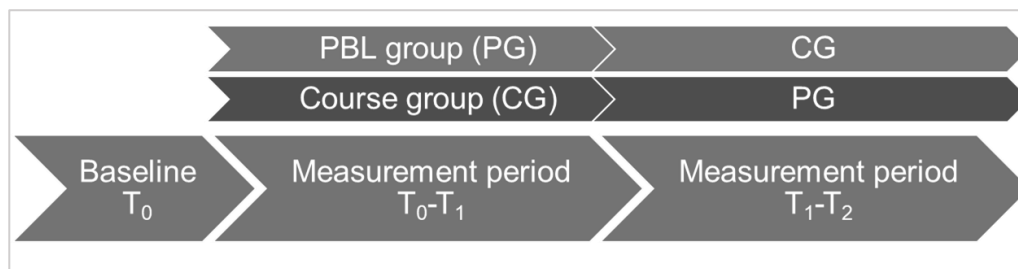 PBL group (PG) CG
Course group (CG) PG
Baseline Measurement period Measurement period
T₀ T₀-T₁ T₁-T₂